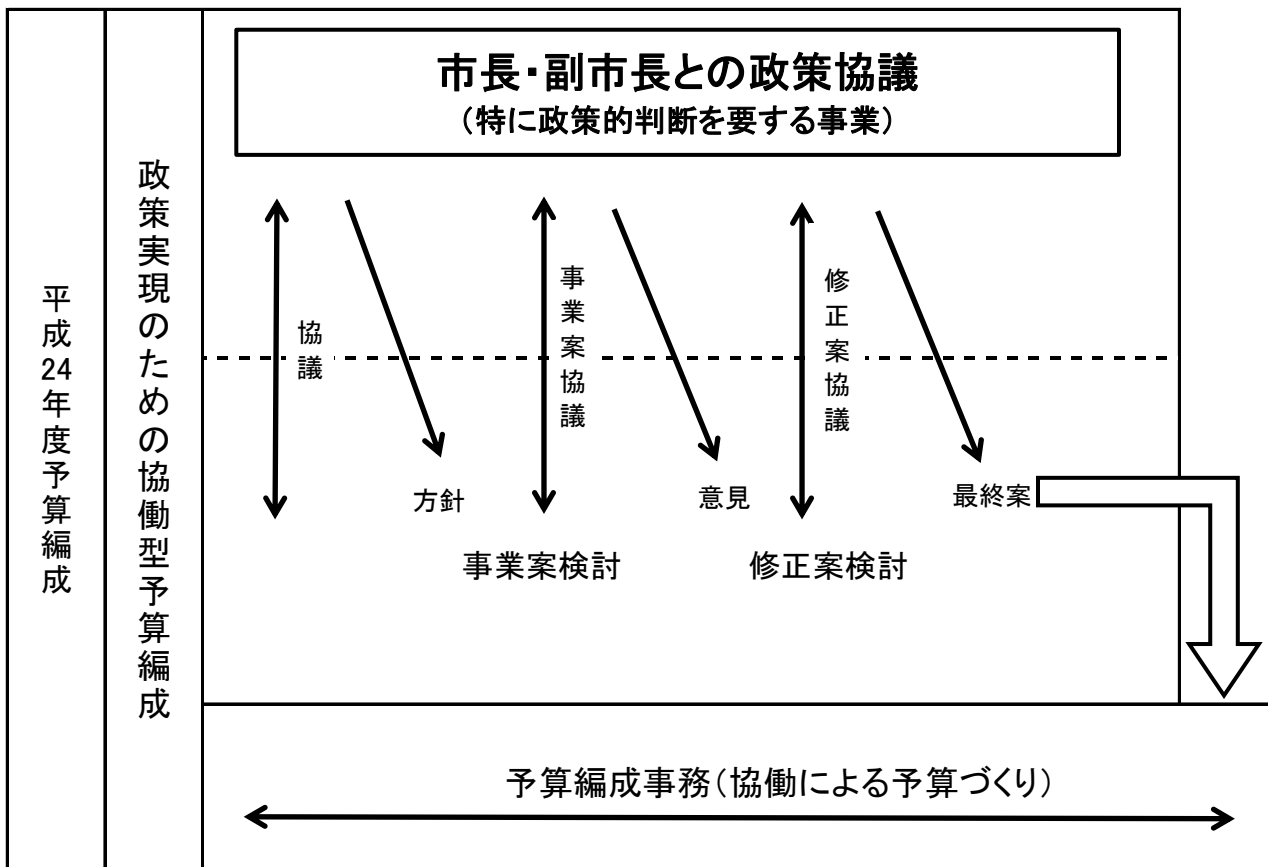 平成24年度予算編成
政策実現のための協働型予算編成
市長・副市長との政策協議
（特に政策的判断を要する事業）
協議
事業案協議
修正案協議
方針
意見
最終案
事業案検討
修正案検討
予算編成事務（協働による予算づくり）